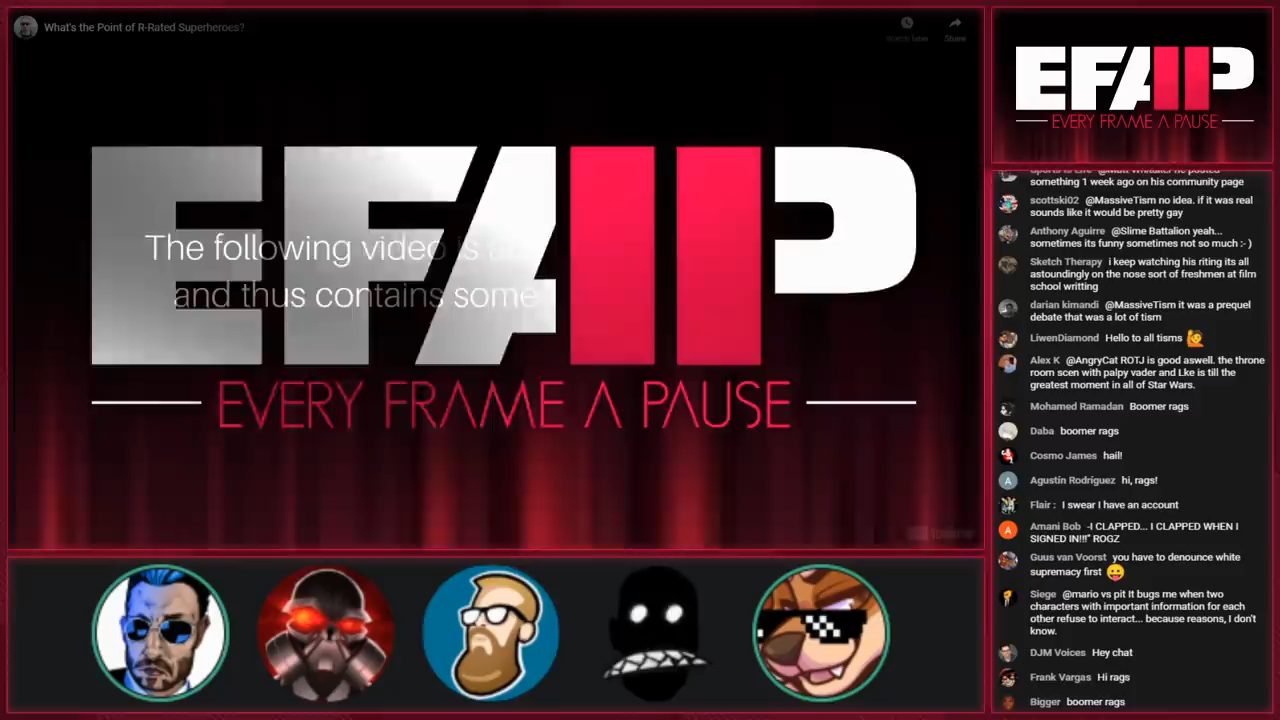 What's the Point of R-Rated Superheroes?
Watch later
Share
EFAP
EVERY FRAME A PAUSE
The following video is
and thus contains some
EFAP
EVERY FRAME A PAUSE
something 1 week ago on his community page
scottski02 @MassiveTism no idea. if it was real
sounds like it would be pretty gay
Anthony Aguirre @Slime Battalion yeah...
sometimes its funny sometimes not so much :- )
Sketch Therapy i keep watching his riting its all
astoundingly on the nose sort of freshmen at film
school writting
darian kimandi @MassiveTism it was a prequel
debate that was a lot of tism
LiwenDiamond Hello to all tisms
Alex K @AngryCat ROTJ is good aswell. the throne
room scen with palpy vader and Lke is till the
greatest moment in all of Star Wars.
Mohamed Ramadan Boomer rags
Daba boomer rags
Cosmo James hail!
A
Agustín Rodríguez hi, rags!
Flair : I swear I have an account
A
Amani Bob -I CLAPPED... I CLAPPED WHEN I
SIGNED IN!!!" ROGZ
Guus van Voorst you have to denounce white
supremacy first
Siege @mario vs pit It bugs me when two
characters with important information for each
other refuse to interact... because reasons, I don't
know.
DJM Voices Hey chat
Frank Vargas Hi rags
Bigger boomer rags